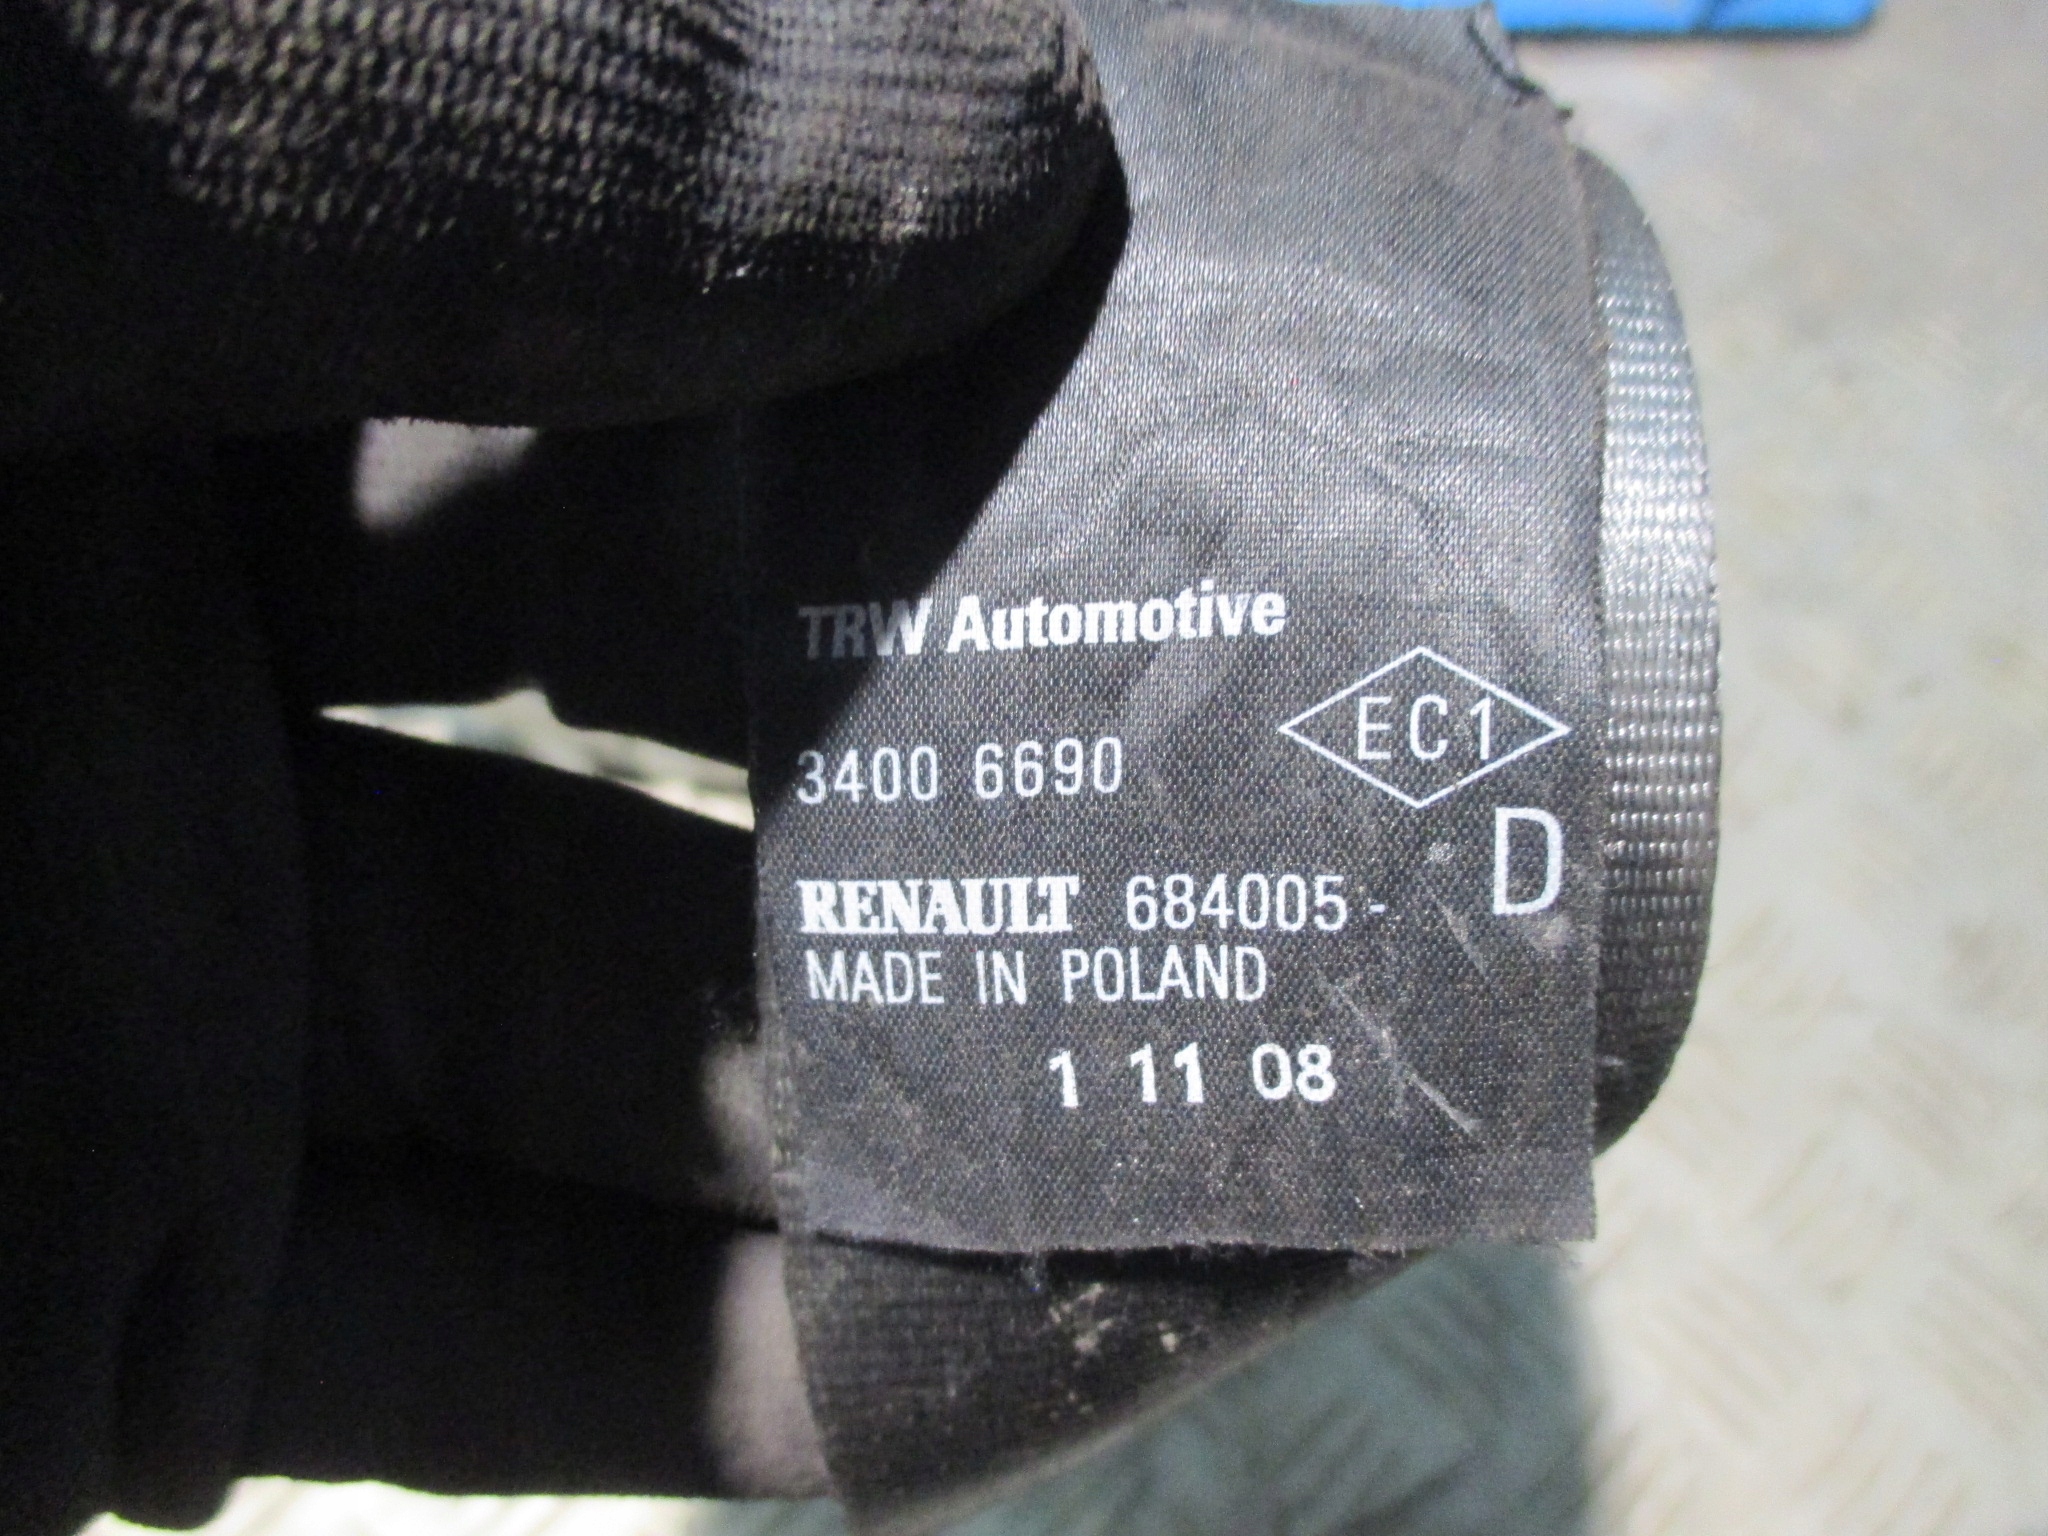 TRW Automotive
EC1
3400 6690
D
RENAULT 684005-
MADE IN POLAND
1 11 08